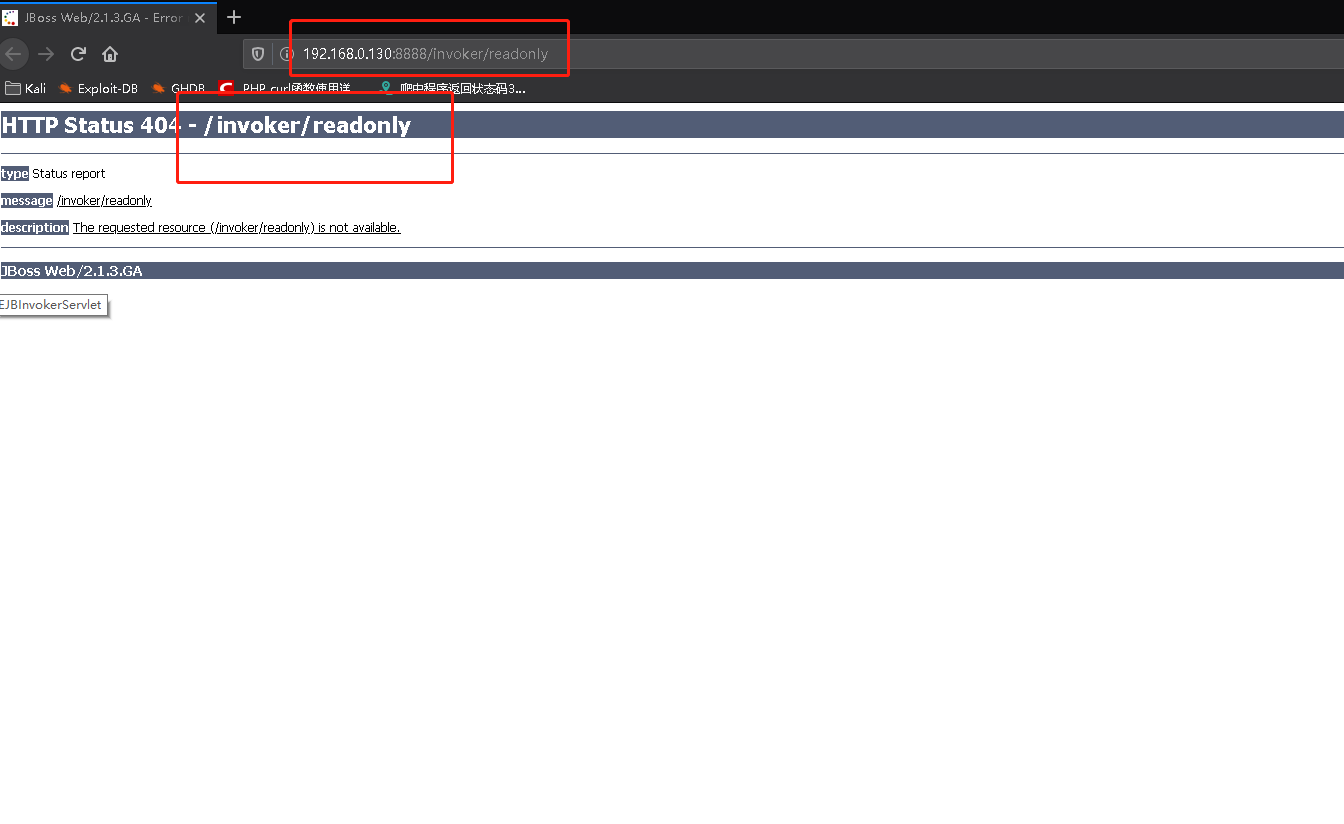 JBoss Web/2.1.3.GA - Error
192.168.0.130:8888/invoker/readonly
Kali Exploit-DB GHDB PHP curl函数使用详 爬虫程序返回状态码3...
HTTP Status 404 - /invoker/readonly
type Status report
message /invoker/readonly
description The requested resource (/invoker/readonly) is not available.
JBoss Web/2.1.3.GA
EJBInvokerServlet